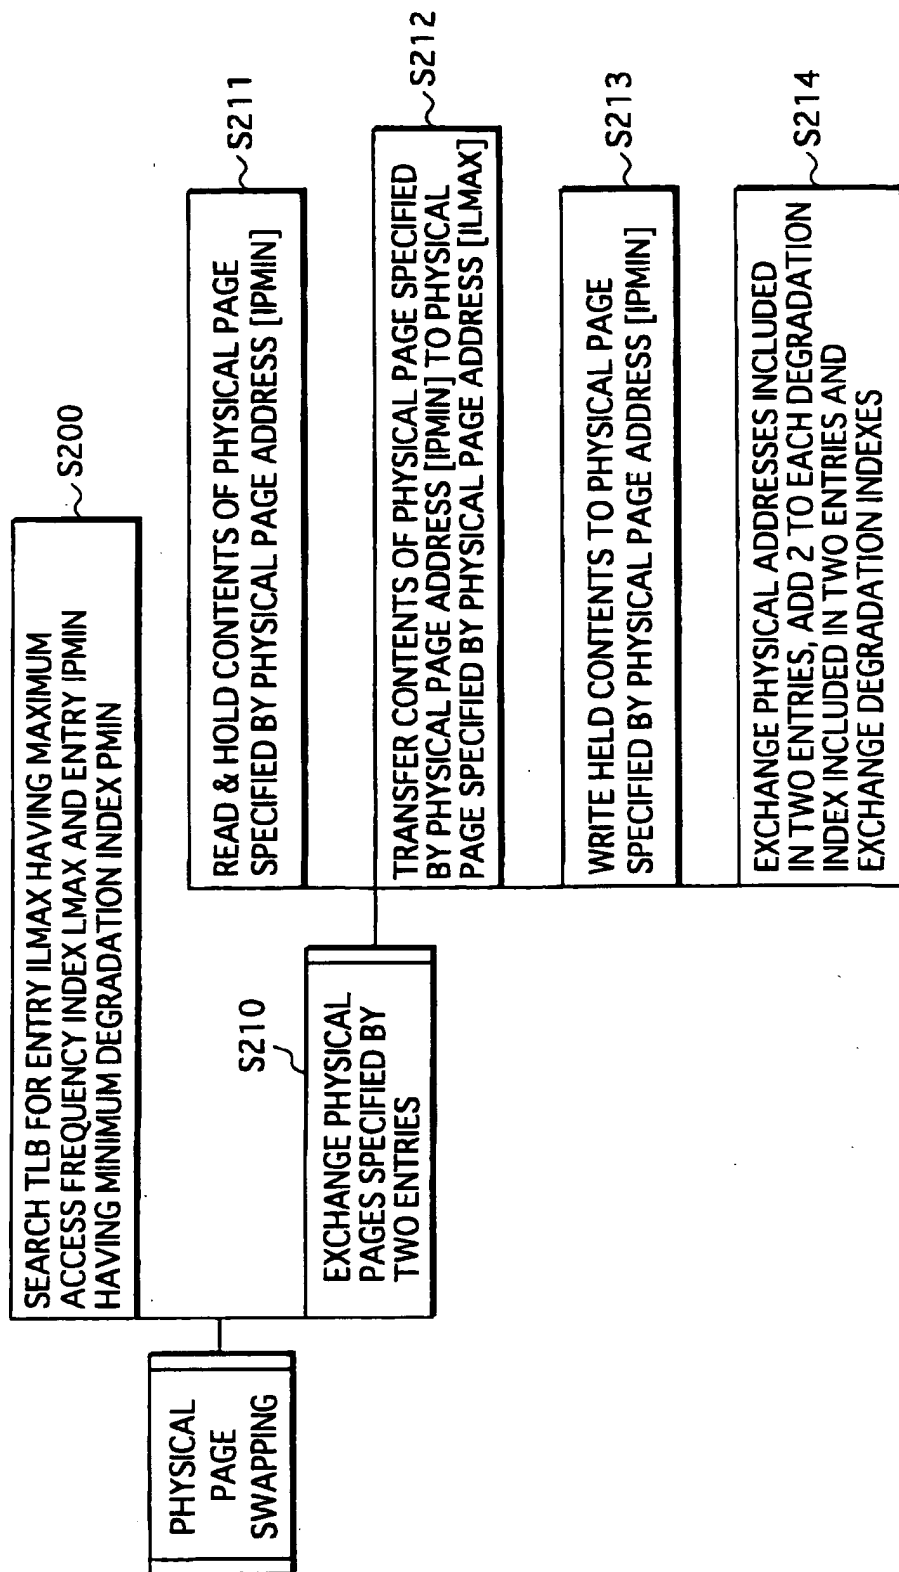 PHYSICAL
PAGE
SWAPPING
S200
SEARCH TLB FOR ENTRY ILMAX HAVING MAXIMUM
ACCESS FREQUENCY INDEX LMAX AND ENTRY IPMIN
HAVING MINIMUM DEGRADATION INDEX PMIN
S210
EXCHANGE PHYSICAL
PAGES SPECIFIED BY
TWO ENTRIES
S211
READ & HOLD CONTENTS OF PHYSICAL PAGE
SPECIFIED BY PHYSICAL PAGE ADDRESS [IPMIN]
S212
TRANSFER CONTENTS OF PHYSICAL PAGE SPECIFIED
BY PHYSICAL PAGE ADDRESS [IPMIN] TO PHYSICAL
PAGE SPECIFIED BY PHYSICAL PAGE ADDRESS [ILMAX]
S213
WRITE HELD CONTENTS TO PHYSICAL PAGE
SPECIFIED BY PHYSICAL PAGE ADDRESS [IPMIN]
S214
EXCHANGE PHYSICAL ADDRESSES INCLUDED
IN TWO ENTRIES, ADD 2 TO EACH DEGRADATION
INDEX INCLUDED IN TWO ENTRIES AND
EXCHANGE DEGRADATION INDEXES